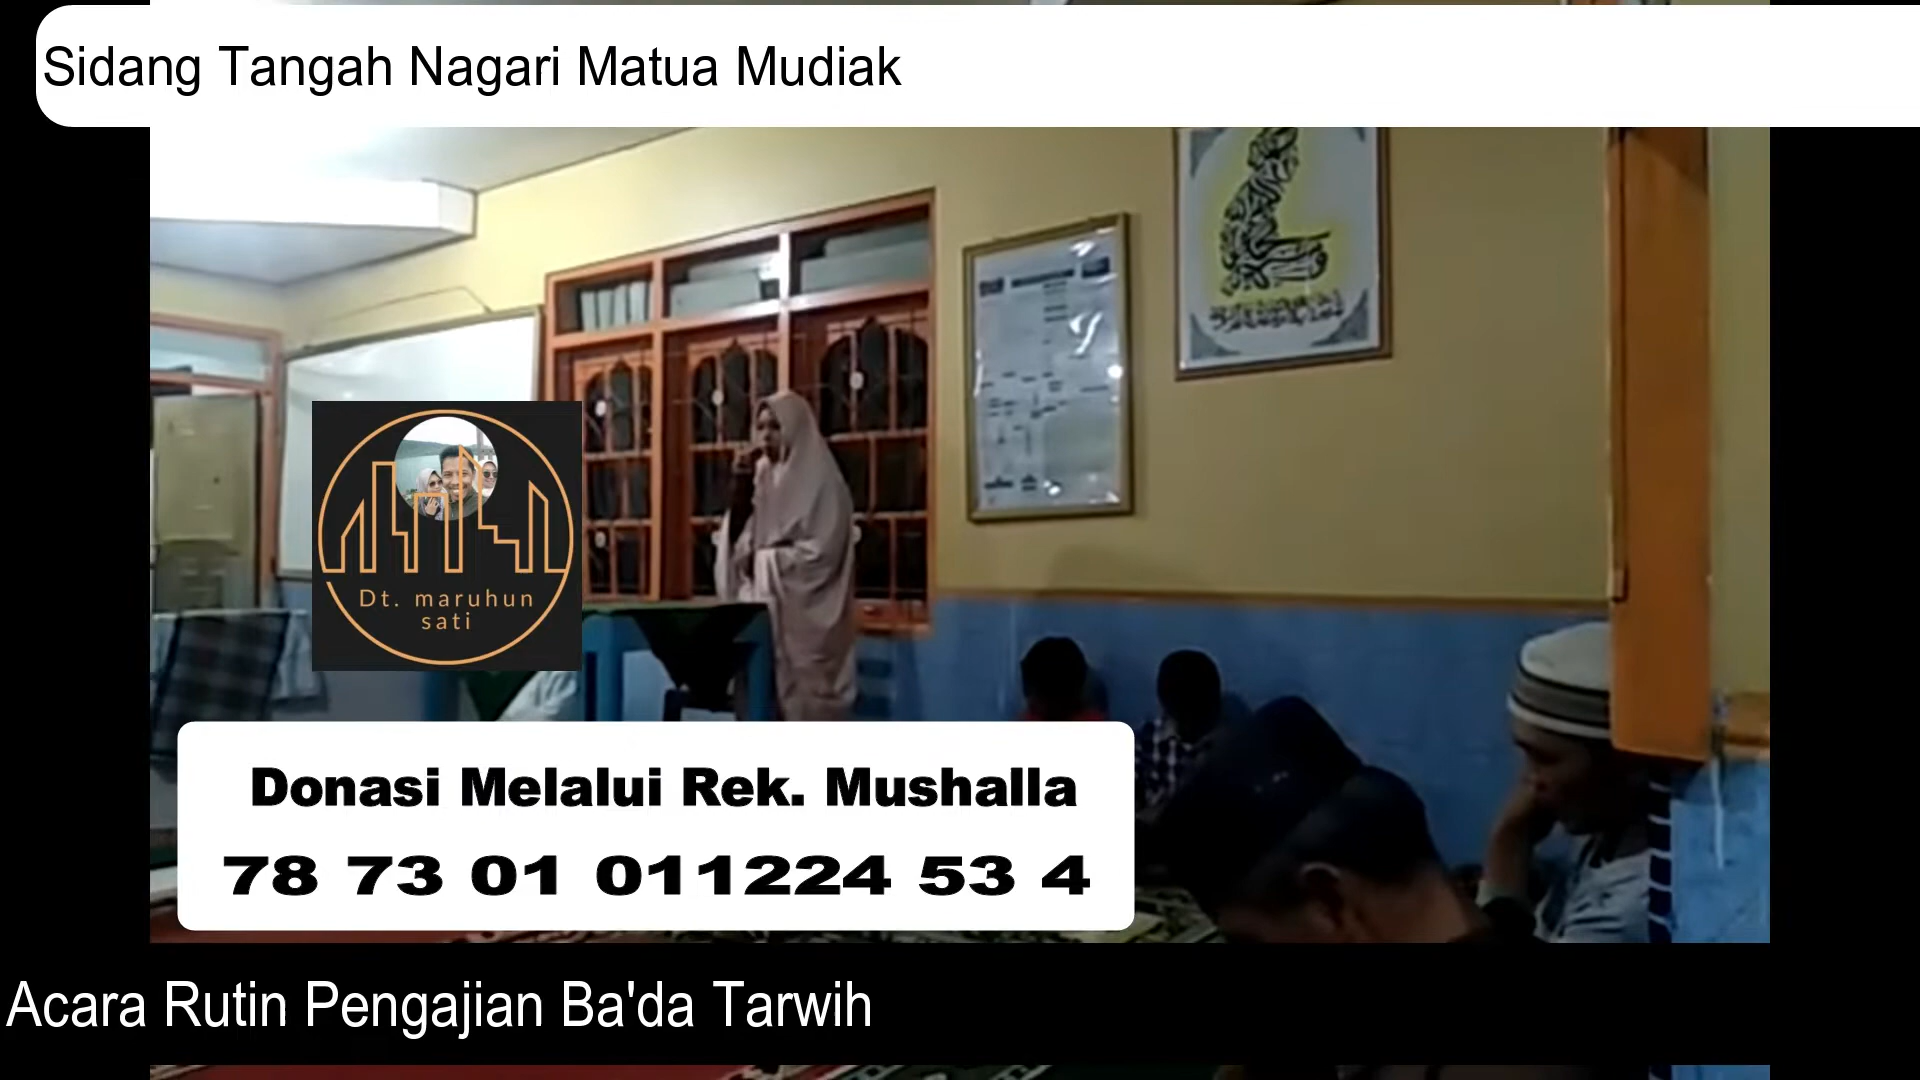 Sidang Tangah Nagari Matua Mudiak
Dt. maruhun
sati
Donasi Melalui Rek. Mushalla
78 73 01 011224 53 4
Acara Rutin Pengajian Ba'da Tarwih